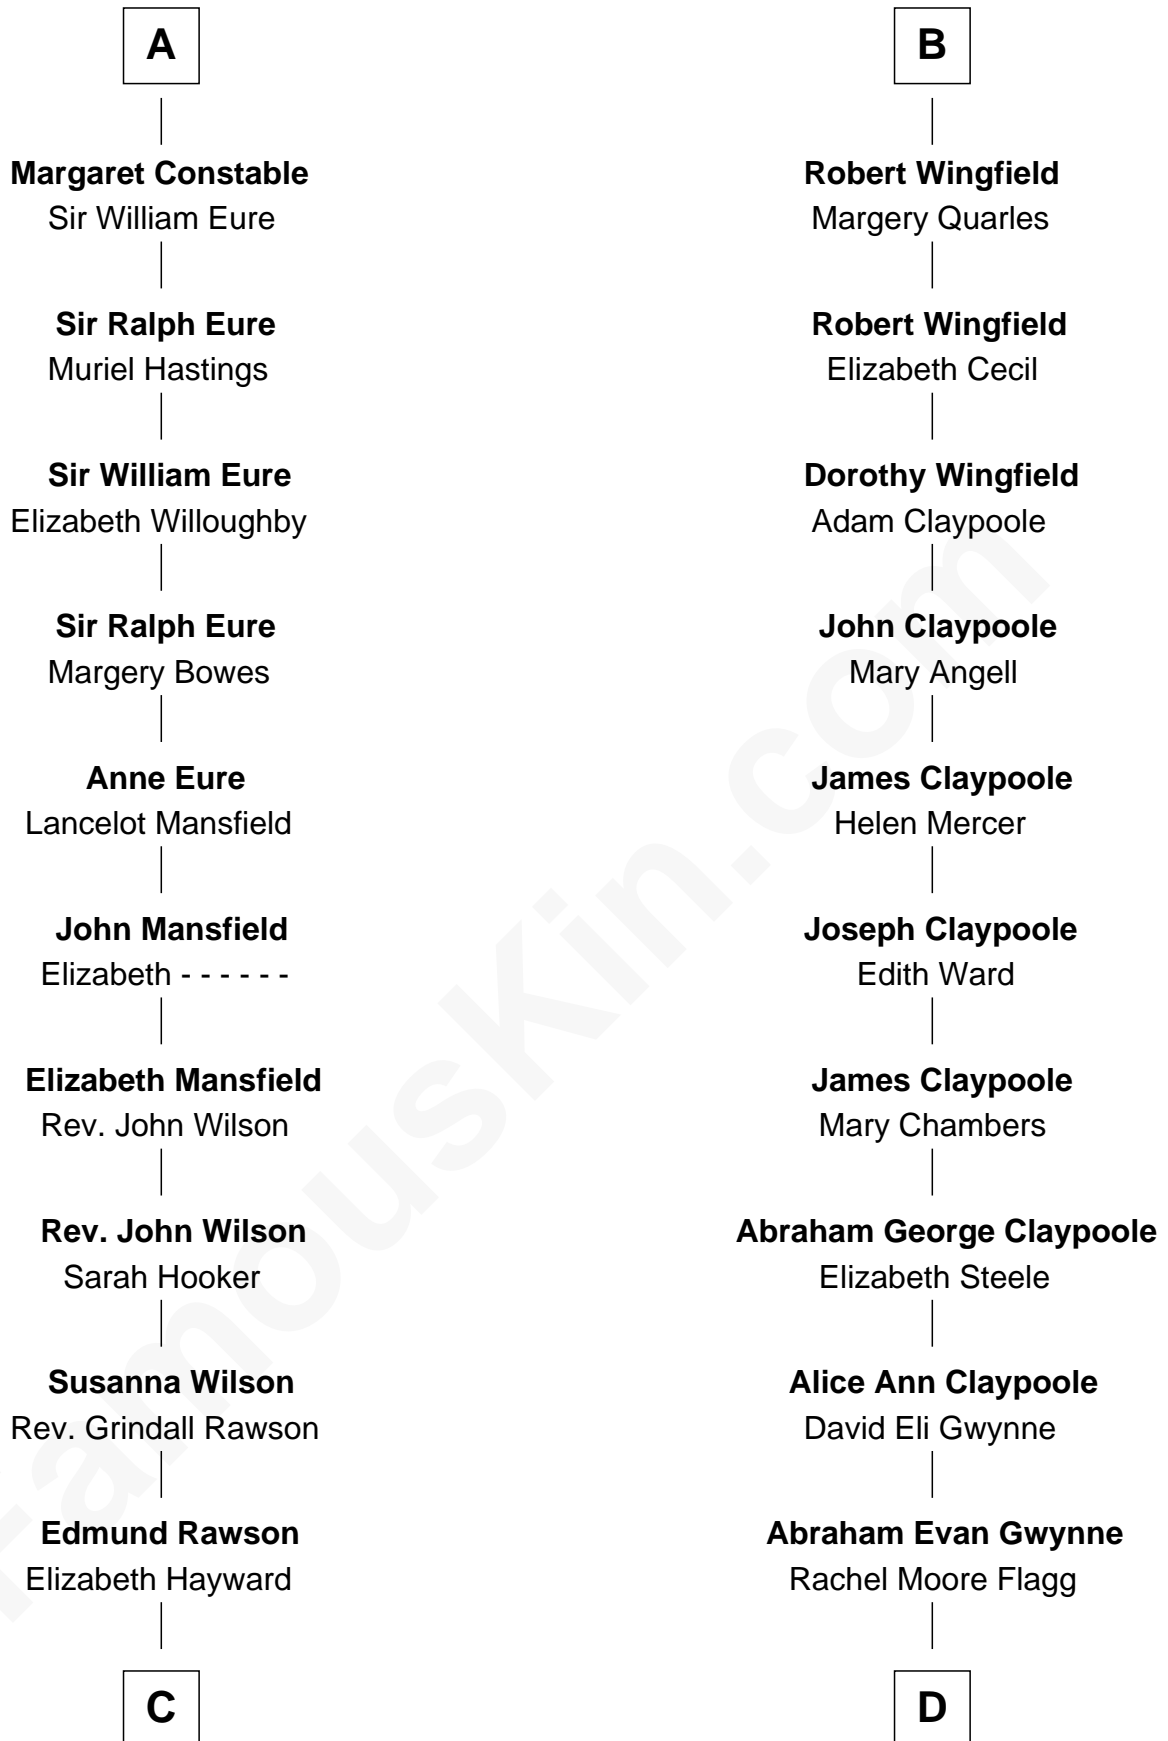 A
Margaret Constable
Sir William Eure
Sir Ralph Eure
Muriel Hastings
Sir William Eure
Elizabeth Willoughby
Sir Ralph Eure
Margery Bowes
Anne Eure
Lancelot Mansfield
John Mansfield
Elizabeth - - - - - -
Elizabeth Mansfield
Rev. John Wilson
Rev. John Wilson
Sarah Hooker
Susanna Wilson
Rev. Grindall Rawson
Edmund Rawson
Elizabeth Hayward
C
B
Robert Wingfield
Margery Quarles
Robert Wingfield
Elizabeth Cecil
Dorothy Wingfield
Adam Claypoole
John Claypoole
Mary Angell
James Claypoole
Helen Mercer
Joseph Claypoole
Edith Ward
James Claypoole
Mary Chambers
Abraham George Claypoole
Elizabeth Steele
Alice Ann Claypoole
David Eli Gwynne
Abraham Evan Gwynne
Rachel Moore Flagg
D
FamousKin.com